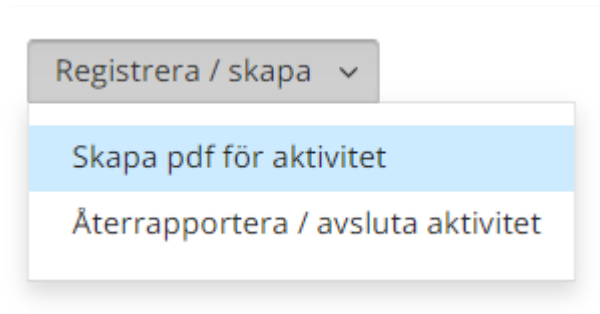 Registrera / skapa
Skapa pdf för aktivitet
Återrapportera / avsluta aktivitet